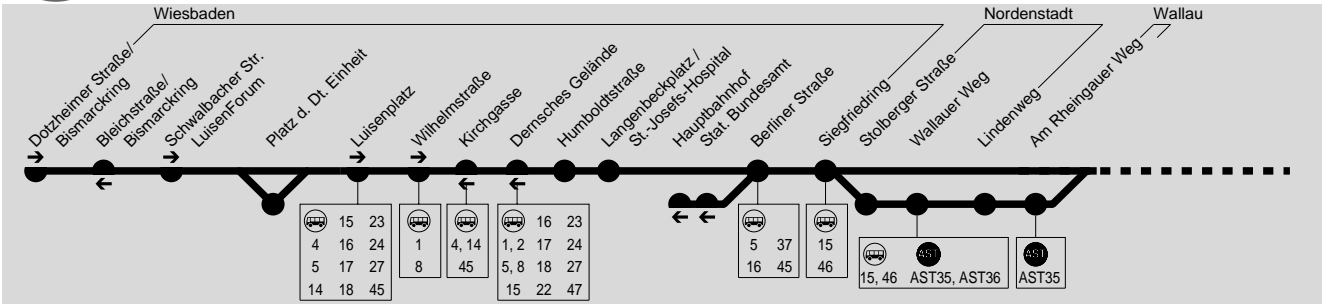 Wiesbaden
Nordenstadt
Wallau
Dotzheimer Straße/
Bismarckring
Bleichstraße/
Bismarckring
Schwalbacher Str.
LuisenForum
Platz d. Dt. Einheit
Luisenplatz
Wilhelmstraße
Kirchgasse
Dernsches Gelände
Humboldtstraße
Langenbeckplatz /
St.-Josefs-Hospital
Hauptbahnhof
Stat. Bundesamt
Berliner Straße
Siegfriedring
Stolberger Straße
Wallauer Weg
Lindenweg
Am Rheingauer Weg
15 23
4 16 24
5 17 27
14 18 45
1
8
4, 14
45
16 23
1, 2 17 24
5, 8 18 27
15 22 47
5 37
16 45
15
46
AST
15, 46 AST35, AST36
AST
AST35